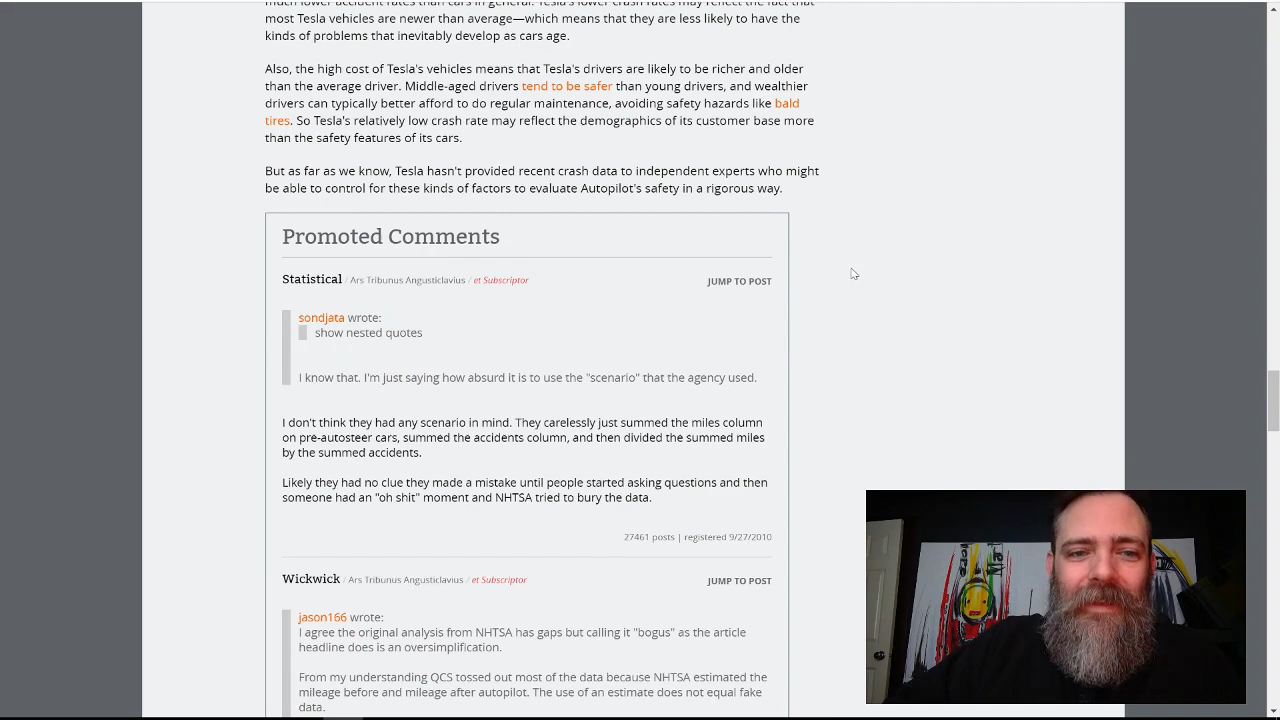 much lower accident rates than cars in general. Tesla's lower crash rates may reflect the fact that
most Tesla vehicles are newer than average—which means that they are less likely to have the
kinds of problems that inevitably develop as cars age.
Also, the high cost of Tesla's vehicles means that Tesla's drivers are likely to be richer and older
than the average driver. Middle-aged drivers tend to be safer than young drivers, and wealthier
drivers can typically better afford to do regular maintenance, avoiding safety hazards like bald
tires. So Tesla's relatively low crash rate may reflect the demographics of its customer base more
than the safety features of its cars.
But as far as we know, Tesla hasn't provided recent crash data to independent experts who might
be able to control for these kinds of factors to evaluate Autopilot's safety in a rigorous way.
Promoted Comments
Statistical / Ars Tribunus Angusticlavius / et Subscriptor JUMP TO POST
sondjata wrote:
show nested quotes
I know that. I'm just saying how absurd it is to use the "scenario" that the agency used.
I don't think they had any scenario in mind. They carelessly just summed the miles column
on pre-autosteer cars, summed the accidents column, and then divided the summed miles
by the summed accidents.
Likely they had no clue they made a mistake until people started asking questions and then
someone had an "oh shit" moment and NHTSA tried to bury the data.
27461 posts | registered 9/27/2010
Wickwick / Ars Tribunus Angusticlavius / et Subscriptor JUMP TO POST
jason166 wrote:
I agree the original analysis from NHTSA has gaps but calling it "bogus" as the article
headline does is an oversimplification.
From my understanding QCS tossed out most of the data because NHTSA estimated the
mileage before and mileage after autopilot. The use of an estimate does not equal fake
data.